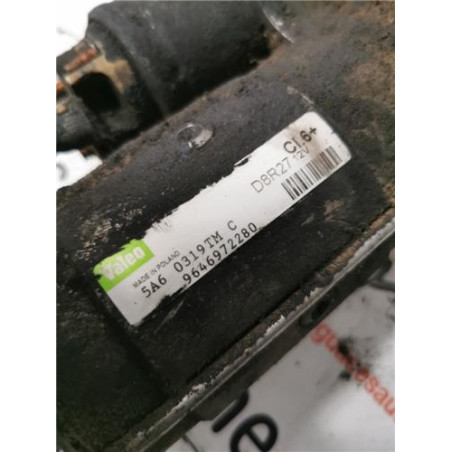 Valeo
MADE IN POLAND
D8R27 12V
CL6+
5A6 0319TM C
9646972280